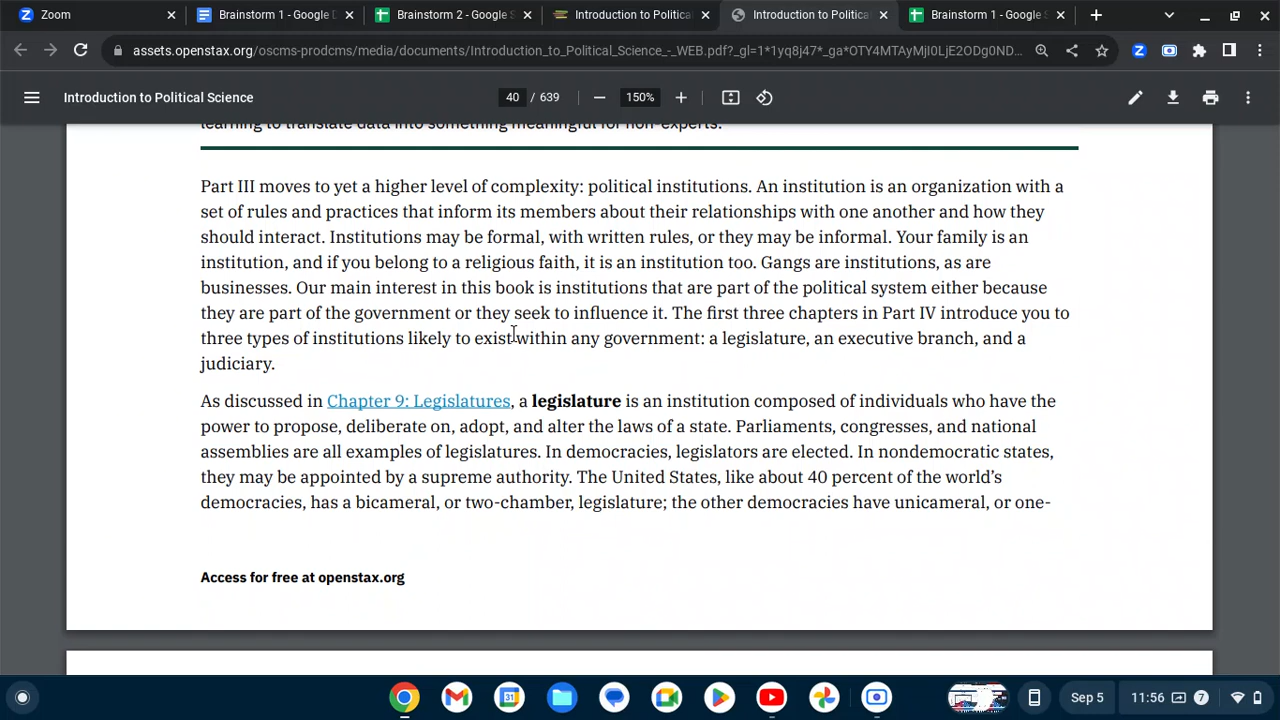 Zoom
Brainstorm 1 - Google D
Brainstorm 2 - Google S
Introduction to Politica
Introduction to Politica
Brainstorm 1 - Google S
assets.openstax.org/oscms-prodcms/media/documents/Introduction_to_Political_Science_-_WEB.pdf?_gl=1*1yq8j47*_ga*OTY4MTAyMjI0LjE2ODg0ND...
Introduction to Political Science
40 / 639
150%
learning to translate data into something meaningful for non-experts.
Part III moves to yet a higher level of complexity: political institutions. An institution is an organization with a
set of rules and practices that inform its members about their relationships with one another and how they
should interact. Institutions may be formal, with written rules, or they may be informal. Your family is an
institution, and if you belong to a religious faith, it is an institution too. Gangs are institutions, as are
businesses. Our main interest in this book is institutions that are part of the political system either because
they are part of the government or they seek to influence it. The first three chapters in Part IV introduce you to
three types of institutions likely to exist within any government: a legislature, an executive branch, and a
judiciary.
As discussed in Chapter 9: Legislatures, a legislature is an institution composed of individuals who have the
power to propose, deliberate on, adopt, and alter the laws of a state. Parliaments, congresses, and national
assemblies are all examples of legislatures. In democracies, legislators are elected. In nondemocratic states,
they may be appointed by a supreme authority. The United States, like about 40 percent of the world's
democracies, has a bicameral, or two-chamber, legislature; the other democracies have unicameral, or one-
Access for free at openstax.org
31
Sep 5
11:56
7